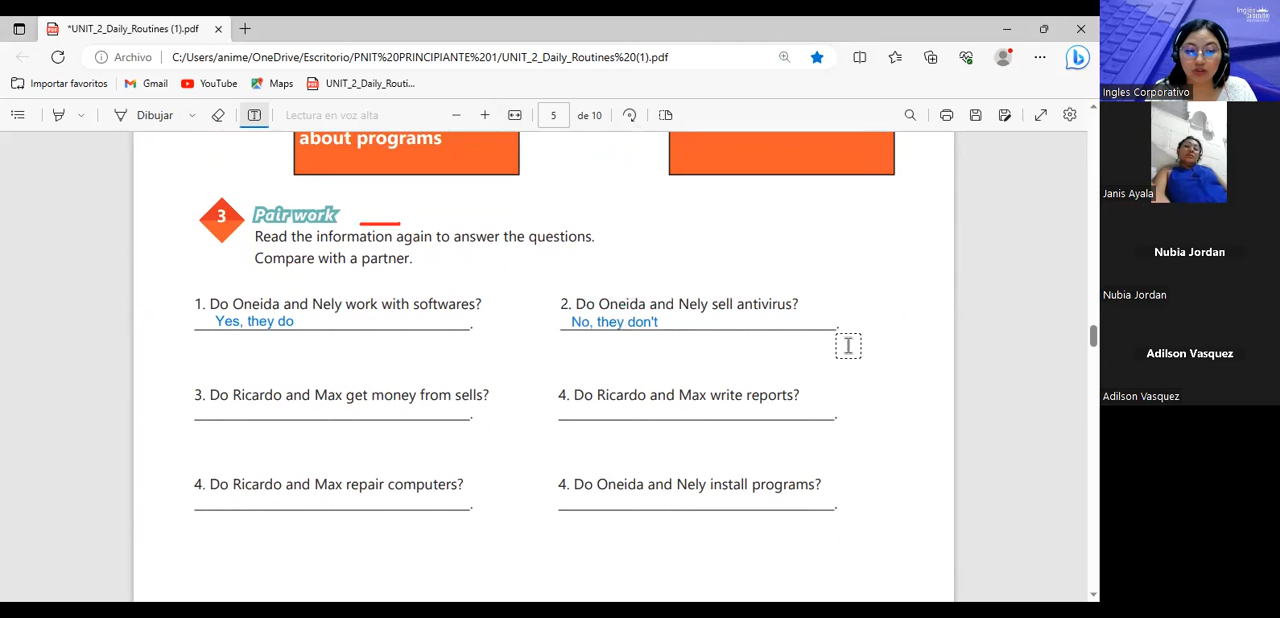 *UNIT_2_Daily_Routines (1).pdf
Archivo
C:/Users/anime/OneDrive/Escritorio/PNIT%20PRINCIPIANTE%201/UNIT_2_Daily_Routines%20(1).pdf
Importar favoritos
Gmail
YouTube
Maps
UNIT_2_Daily_Routi...
Dibujar
Lectura en voz alta
5
de 10
about programs
3
Pair work
Read the information again to answer the questions.
Compare with a partner.
1. Do Oneida and Nely work with softwares?
Yes, they do
2. Do Oneida and Nely sell antivirus?
No, they don't
3. Do Ricardo and Max get money from sells?
4. Do Ricardo and Max write reports?
4. Do Ricardo and Max repair computers?
4. Do Oneida and Nely install programs?
Ingles Corporativo
Janis Ayala
Nubia Jordan
Nubia Jordan
Adilson Vasquez
Adilson Vasquez